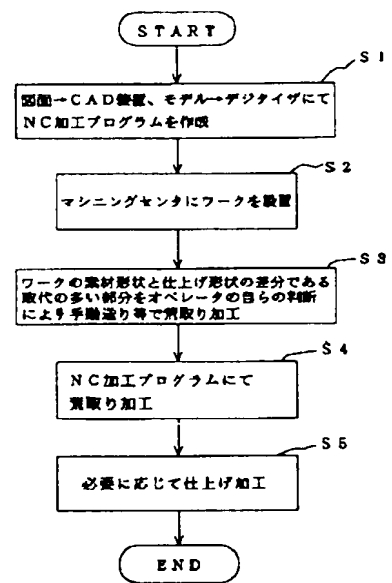 START
S1
図面→CAD装置、モデル→デジタイザにて
NC加工プログラムを作成
S2
マシニングセンタにワークを設置
S3
ワークの素材形状と仕上げ形状の差分である
取代の多い部分をオペレータの自らの判断
により手動送り等で荒取り加工
S4
NC加工プログラムにて
荒取り加工
S5
必要に応じて仕上げ加工
END